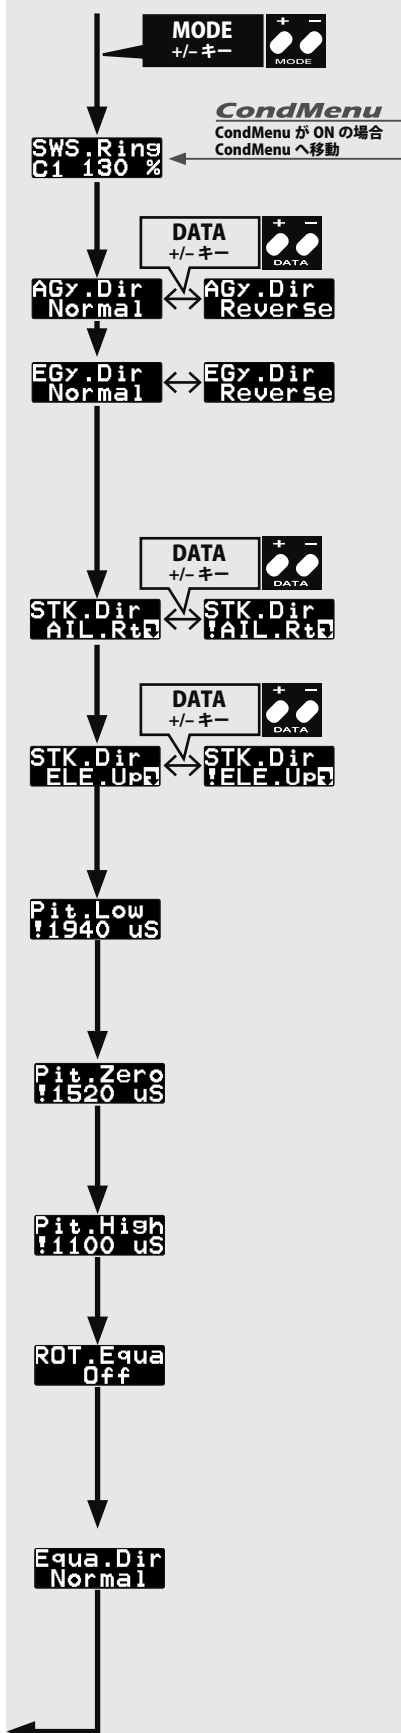 MODE
+/– キー
+ –
MODE
CondMenu
CondMenu が ON の場合
CondMenu へ移動
SWS.Ring
C1 130 %
DATA
+/– キー
+ –
DATA
AGy.Dir
Normal
AGy.Dir
Reverse
EGy.Dir
Normal
EGy.Dir
Reverse
DATA
+/– キー
+ –
DATA
STK.Dir
AIL.Rt
STK.Dir
!AIL.Rt
DATA
+/– キー
+ –
DATA
STK.Dir
ELE.Up
STK.Dir
!ELE.Up
Pit.Low
!1940 uS
Pit.Zero
!1520 uS
Pit.High
!1100 uS
ROT.Equa
Off
Equa.Dir
Normal